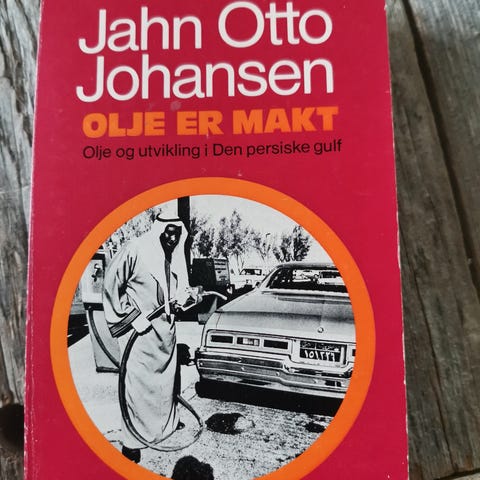 Jahn Otto
Johansen
OLJE ER MAKT
Olje og utvikling i Den persiske gulf